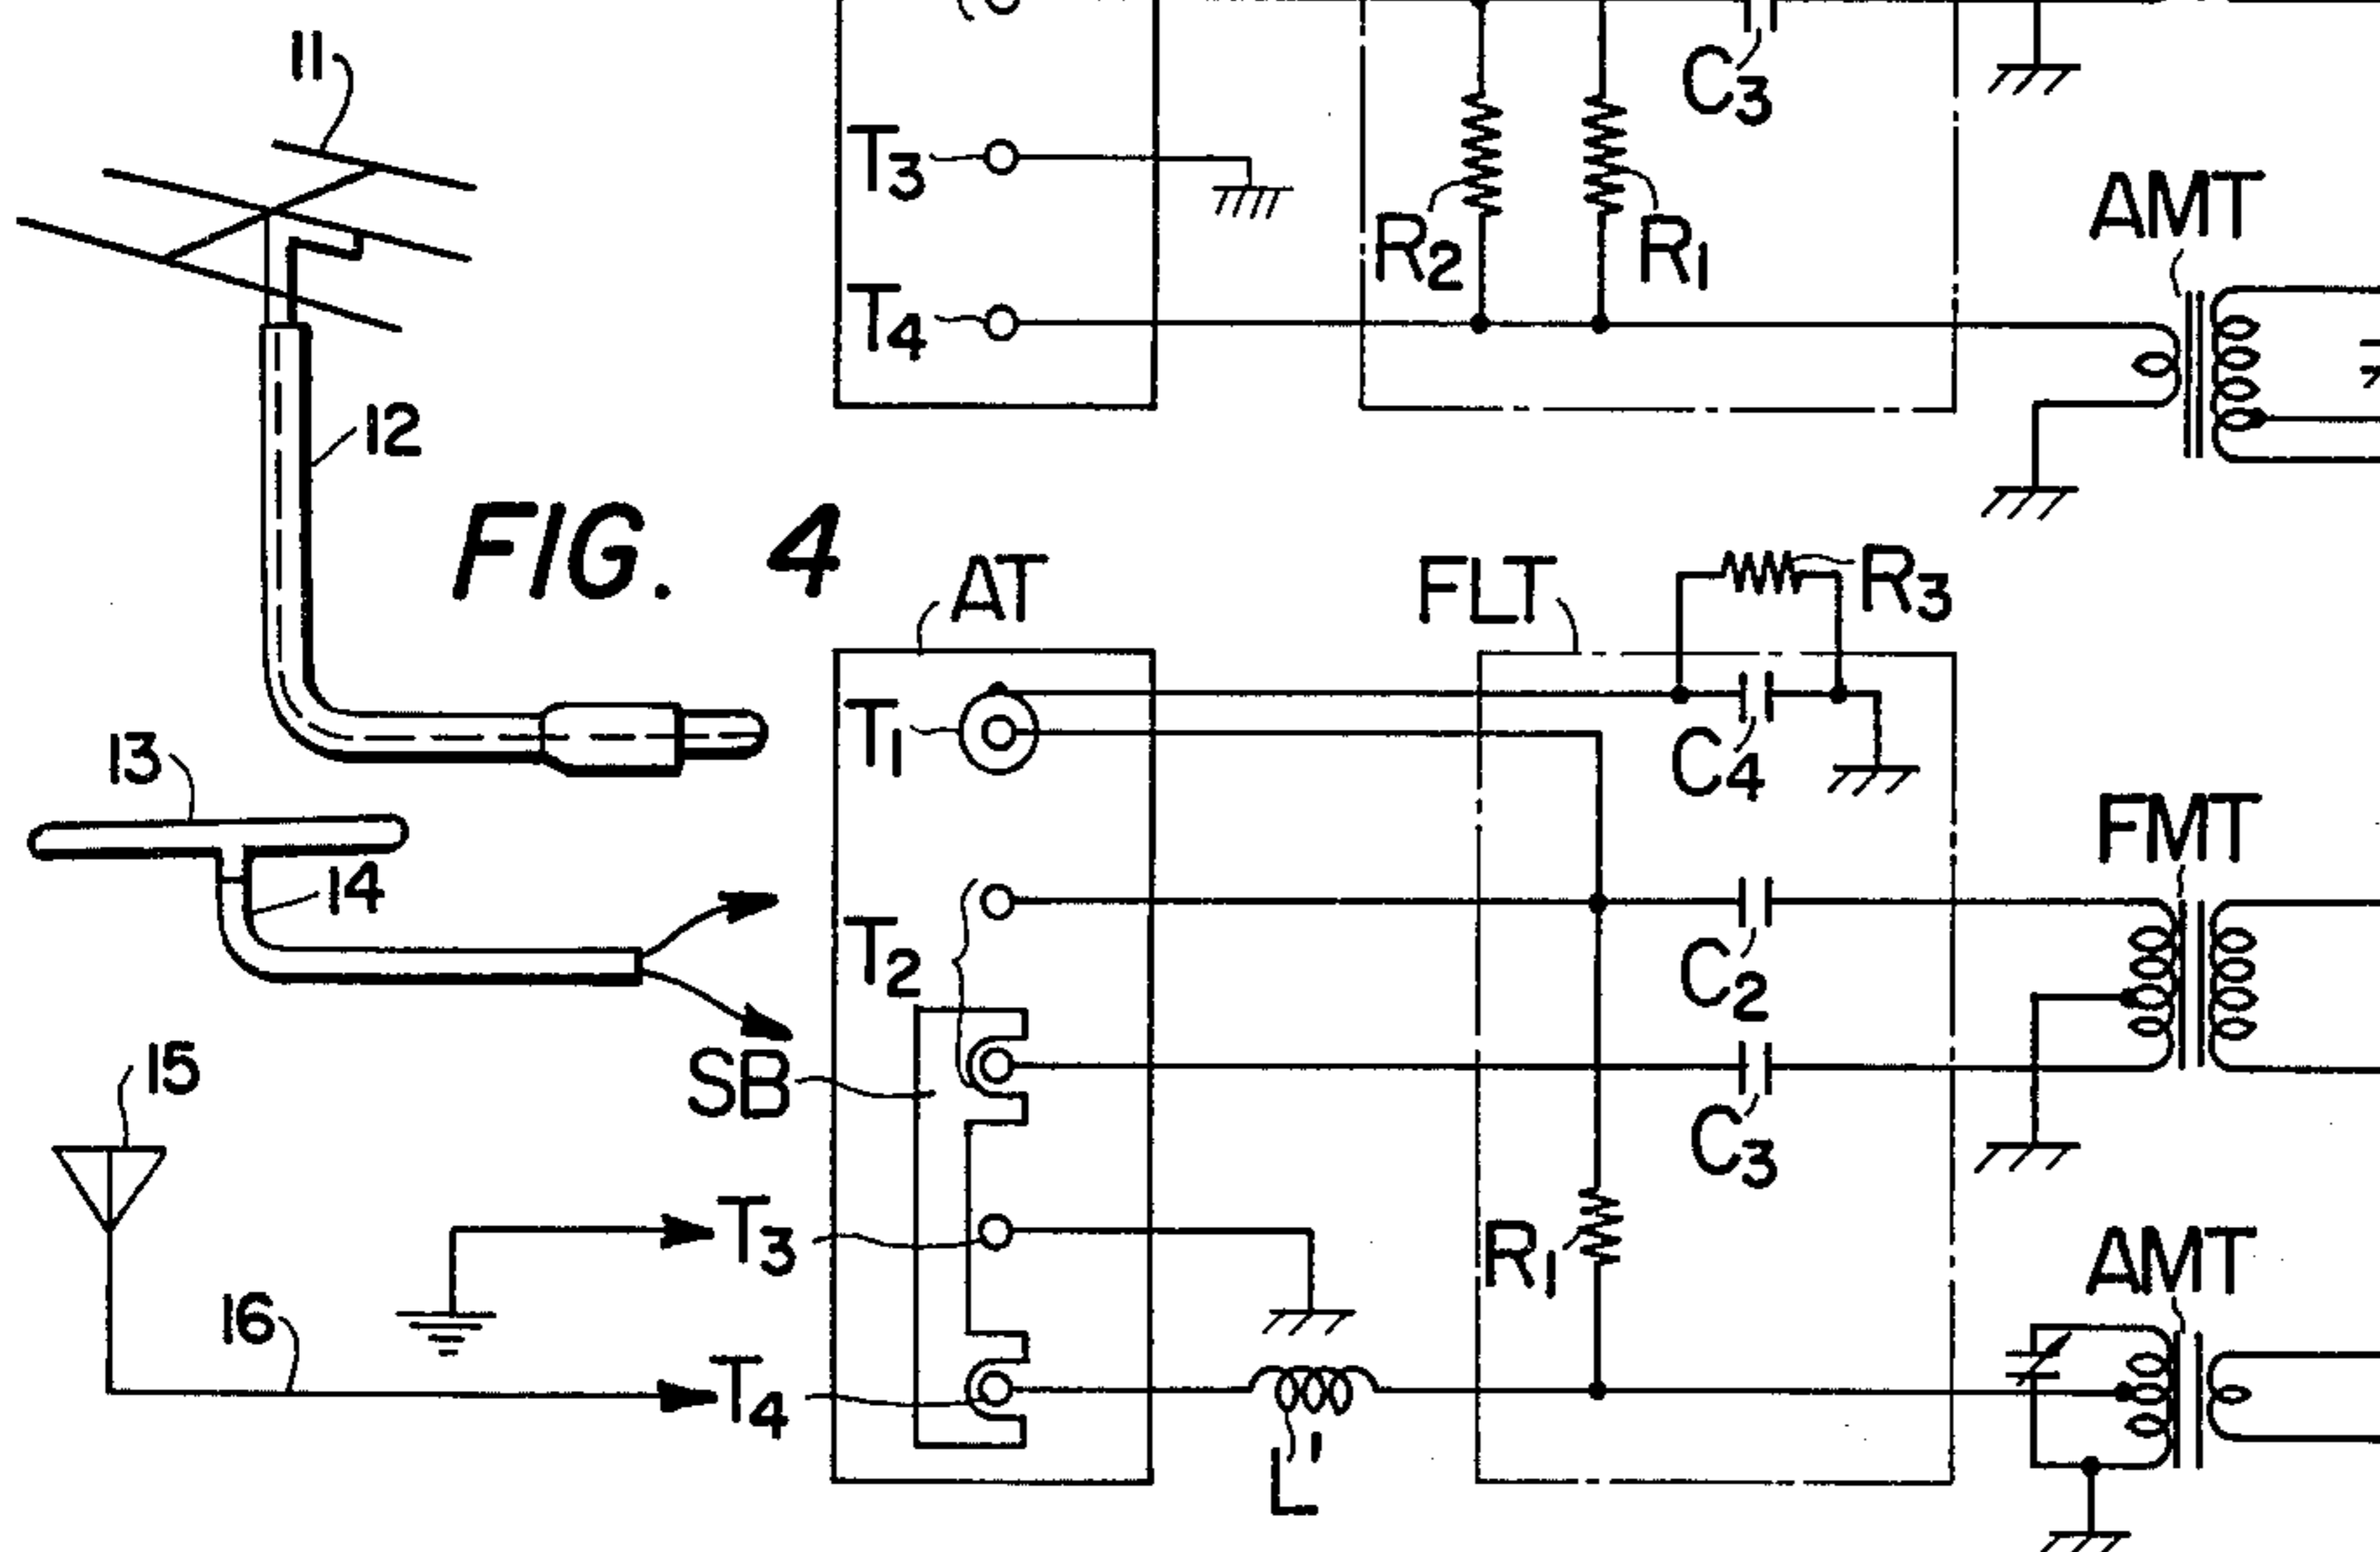 11
C3
T3
R2
R1
AMT
T4
12
FIG. 4
AT
FLT
R3
T1
C4
13
FMT
14
T2
C2
SB
15
C3
T3
R1
AMT
16
T4
L'